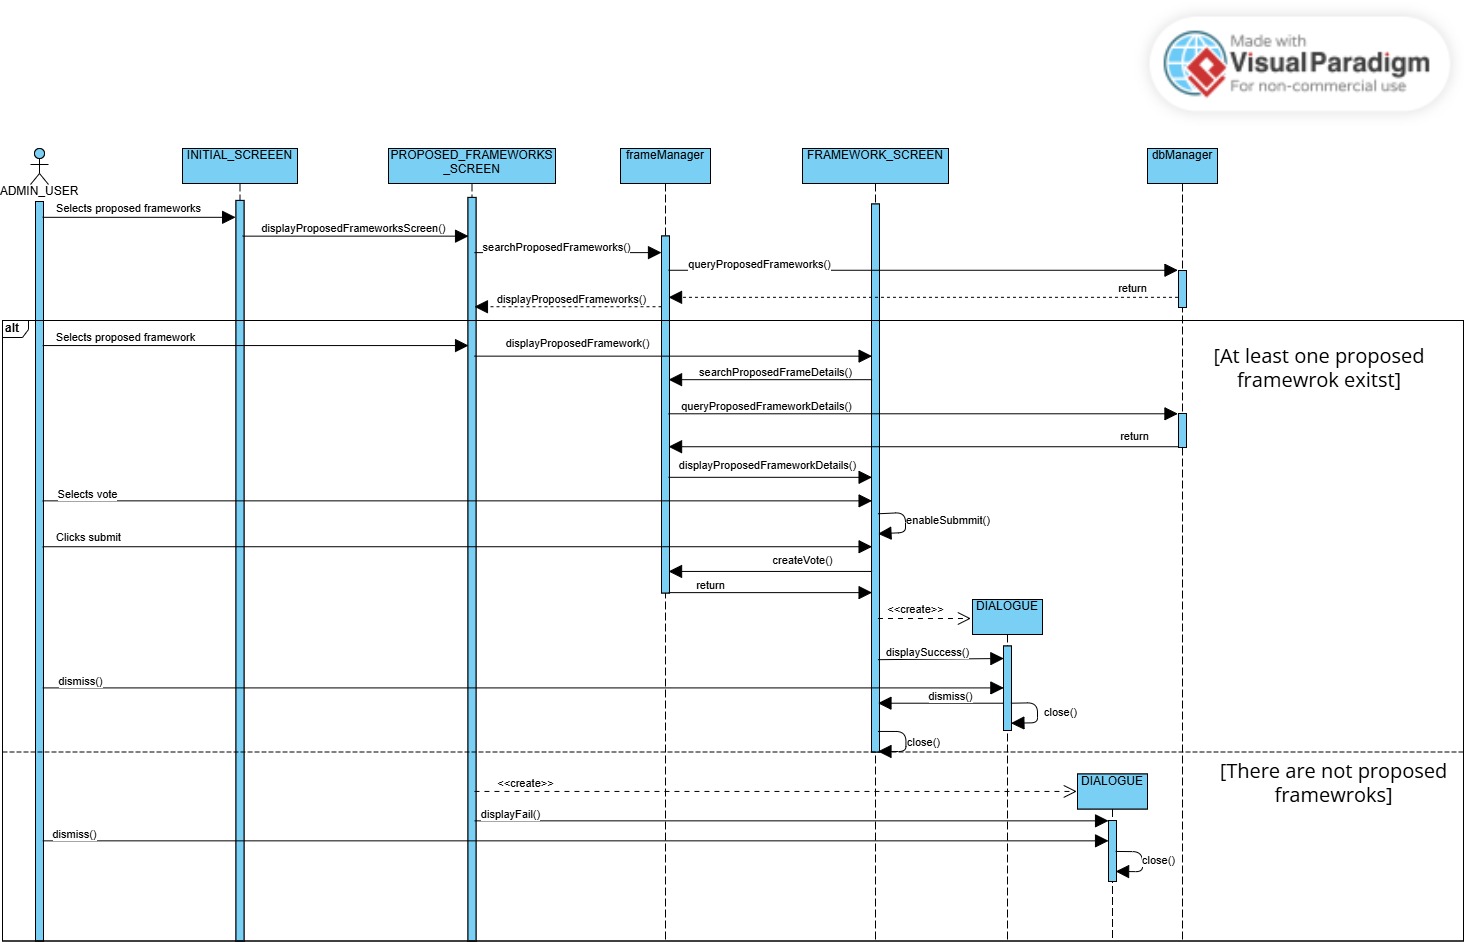 Made with
Visual Paradigm
For non-commercial use
ADMIN_USER
INITIAL_SCREEEN
PROPOSED_FRAMEWORKS
_SCREEN
frameManager
FRAMEWORK_SCREEN
dbManager
Selects proposed frameworks
displayProposedFrameworksScreen()
searchProposedFrameworks()
queryProposedFrameworks()
return
displayProposedFrameworks()
alt
Selects proposed framework
displayProposedFramework()
[At least one proposed
framewrok exitst]
searchProposedFrameDetails()
queryProposedFrameworkDetails()
return
displayProposedFrameworkDetails()
Selects vote
enableSubmmit()
Clicks submit
createVote()
return
<<create>>
DIALOGUE
displaySuccess()
dismiss()
dismiss()
close()
close()
[There are not proposed
framewroks]
<<create>>
DIALOGUE
displayFail()
dismiss()
close()